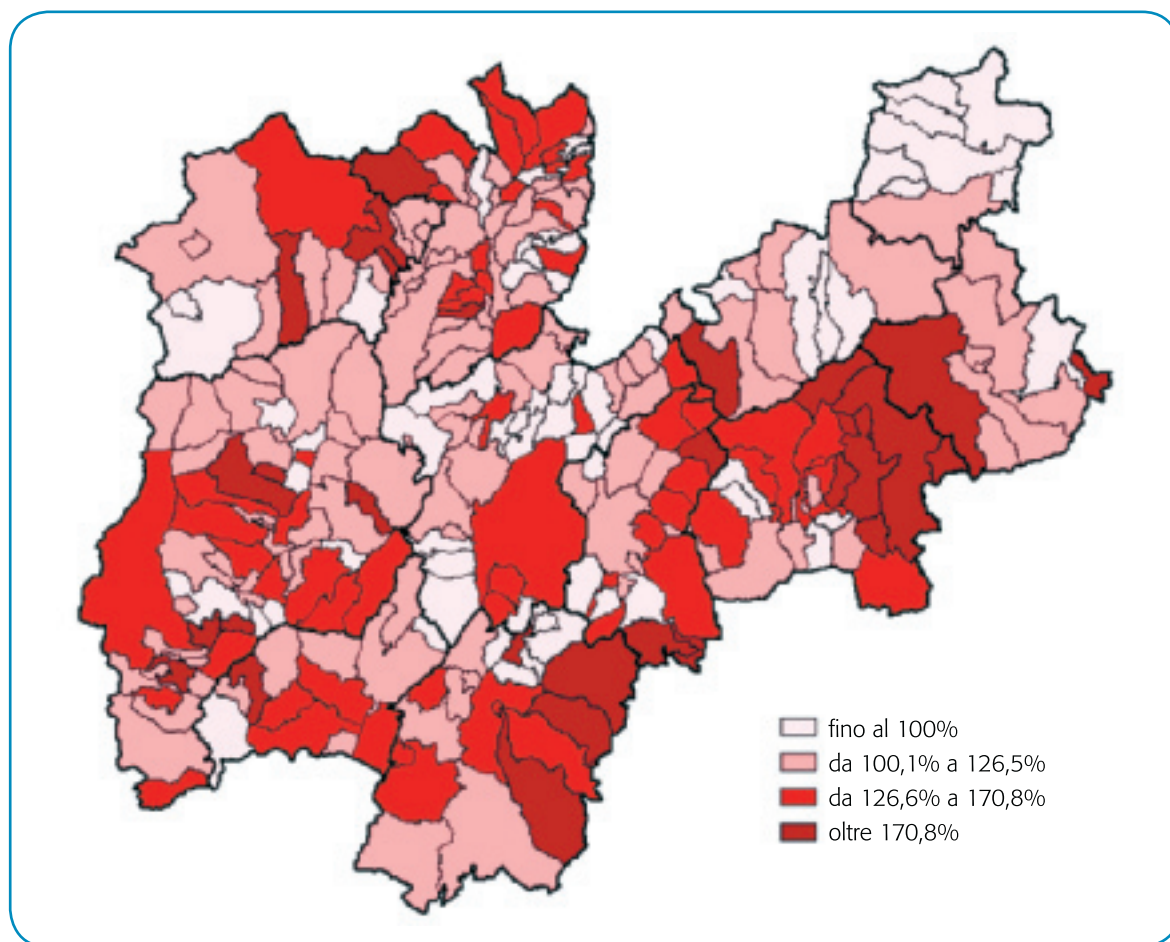 fino al 100%
da 100,1% a 126,5%
da 126,6% a 170,8%
oltre 170,8%